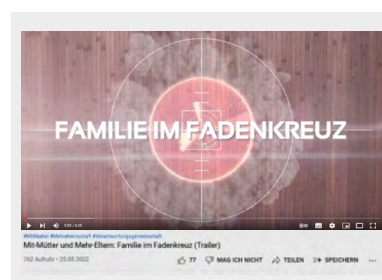 FAMILIE IM FADENKREUZ
#MitMütter #Mehrelternschaft #Verantwortungsgemeinschaft
Mit-Mütter und Mehr-Eltern: Familie im Fadenkreuz (Trailer)
762 Aufrufe • 25.05.2022
77 MAG ICH NICHT TEILEN SPEICHERN